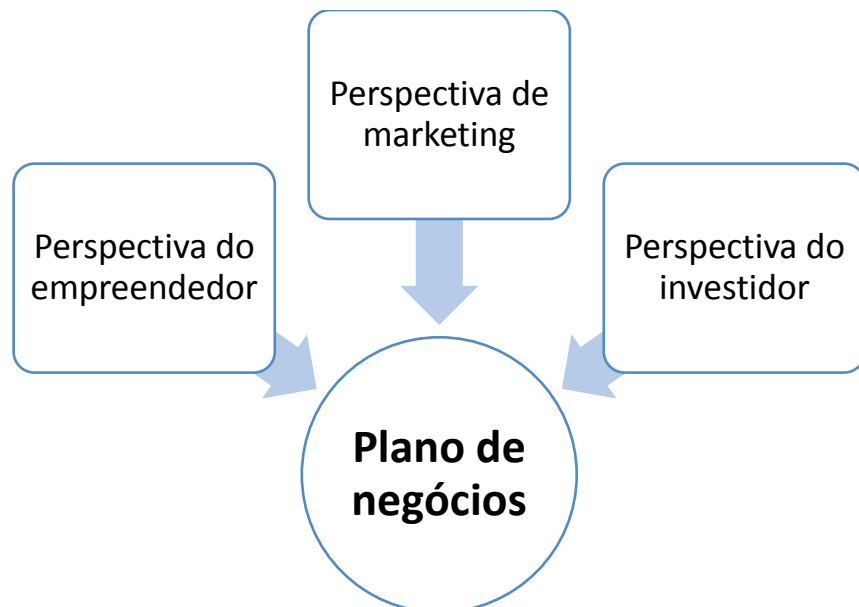 Perspectiva de
marketing
Perspectiva do
empreendedor
Perspectiva do
investidor
Plano de
negócios